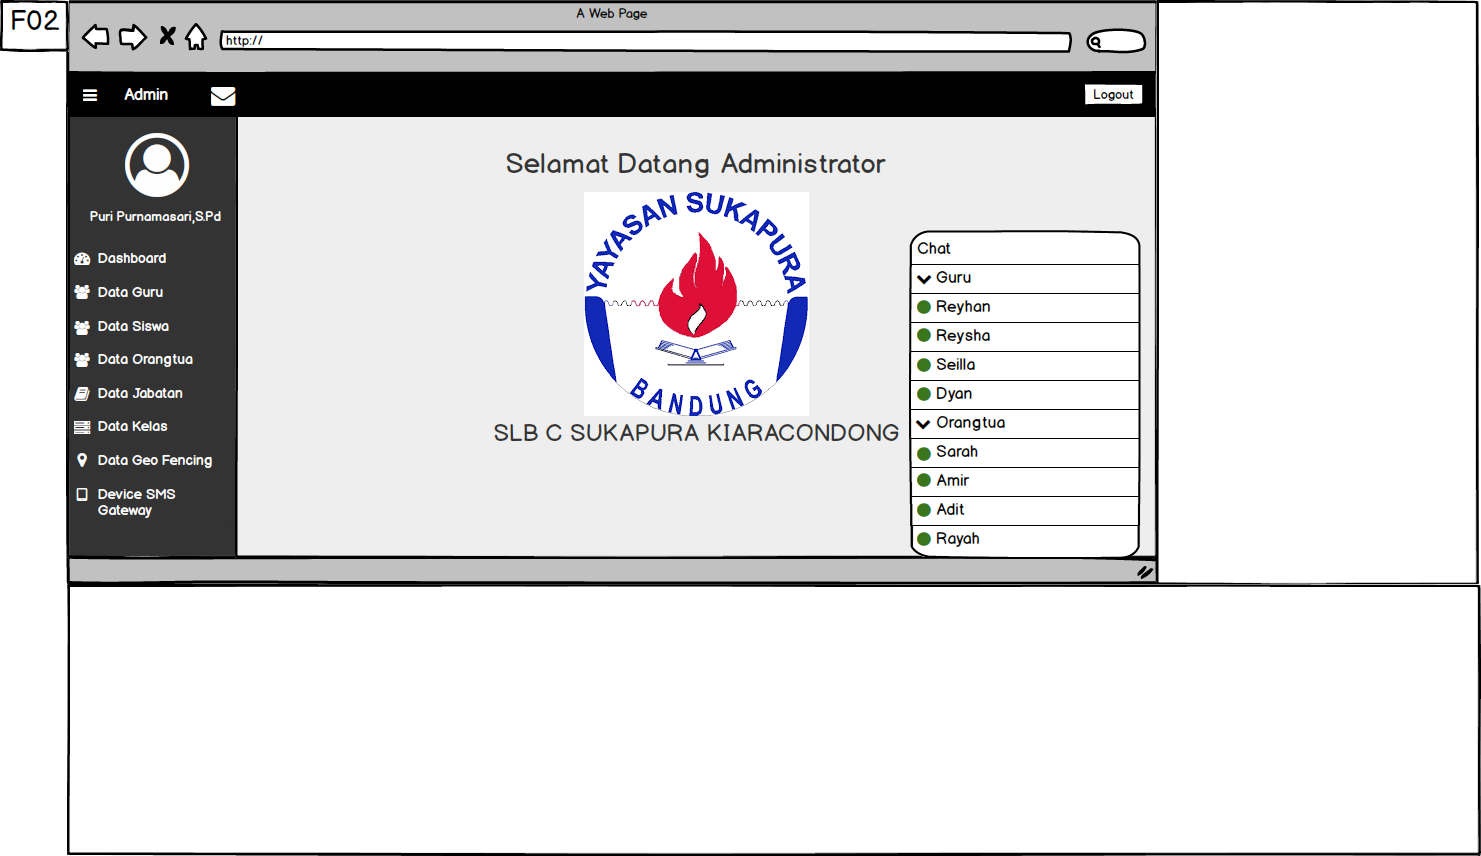 F02
A Web Page
http://
Admin
Logout
Puri Purnamasari,S.Pd
Dashboard
Data Guru
Data Siswa
Data Orangtua
Data Jabatan
Data Kelas
Data Geo Fencing
Device SMS
Gateway
Selamat Datang Administrator
YAYASAN SUKAPURA
BANDUNG
SLB C SUKAPURA KIARACONDONG
Chat
Guru
Reyhan
Reysha
Seilla
Dyan
Orangtua
Sarah
Amir
Adit
Rayah